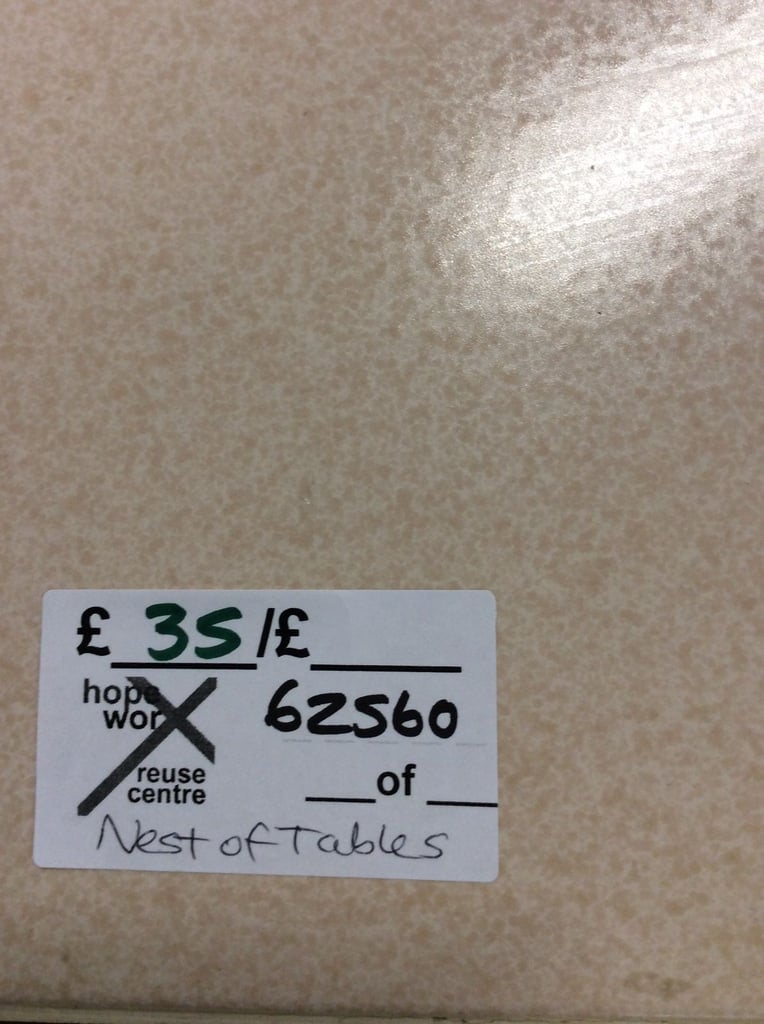 £ 35 /£
hope
wor
62560
reuse
centre
of
Nest of Tables